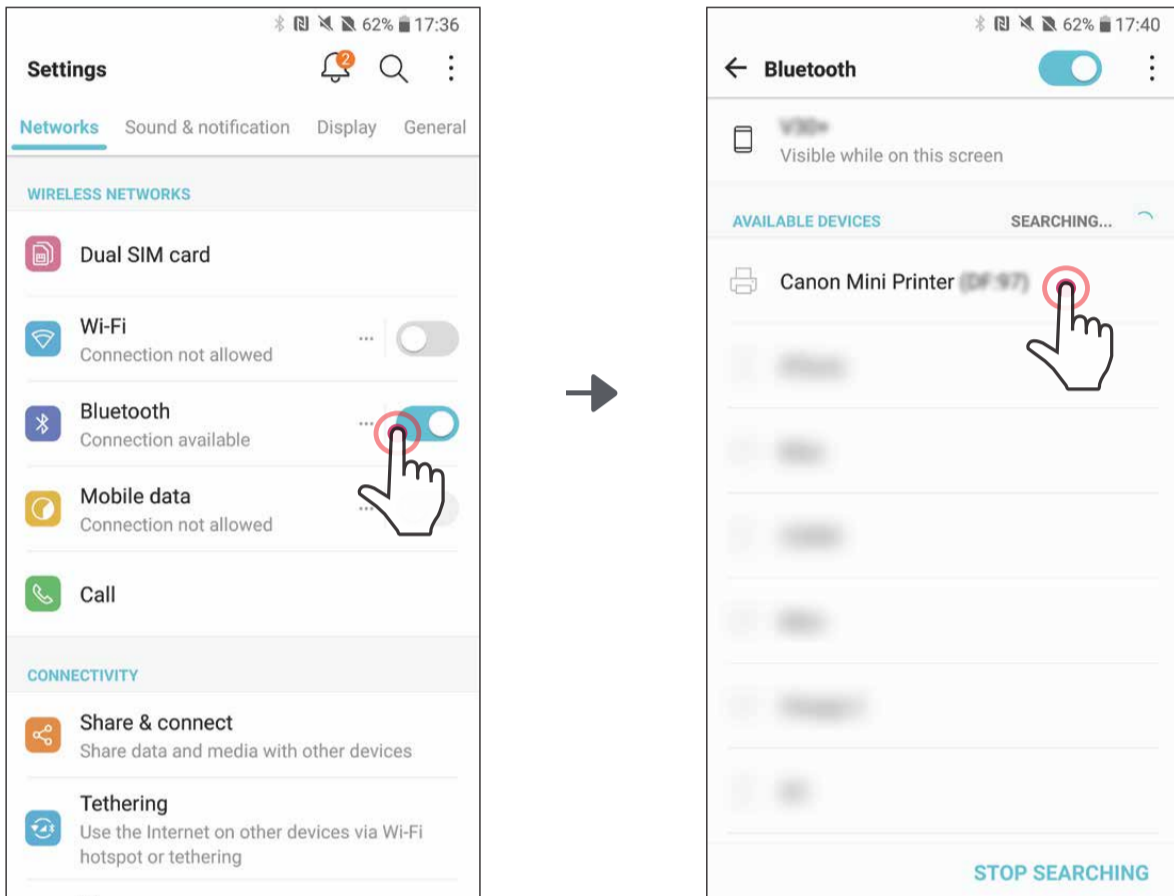 62% 17:36
Settings
2
Networks Sound & notification Display General
WIRELESS NETWORKS
Dual SIM card
Wi-Fi
Connection not allowed
Bluetooth
Connection available
Mobile data
Connection not allowed
Call
CONNECTIVITY
Share & connect
Share data and media with other devices
Tethering
Use the Internet on other devices via Wi-Fi
hotspot or tethering
62% 17:40
Bluetooth
Visible while on this screen
AVAILABLE DEVICES SEARCHING...
Canon Mini Printer
STOP SEARCHING